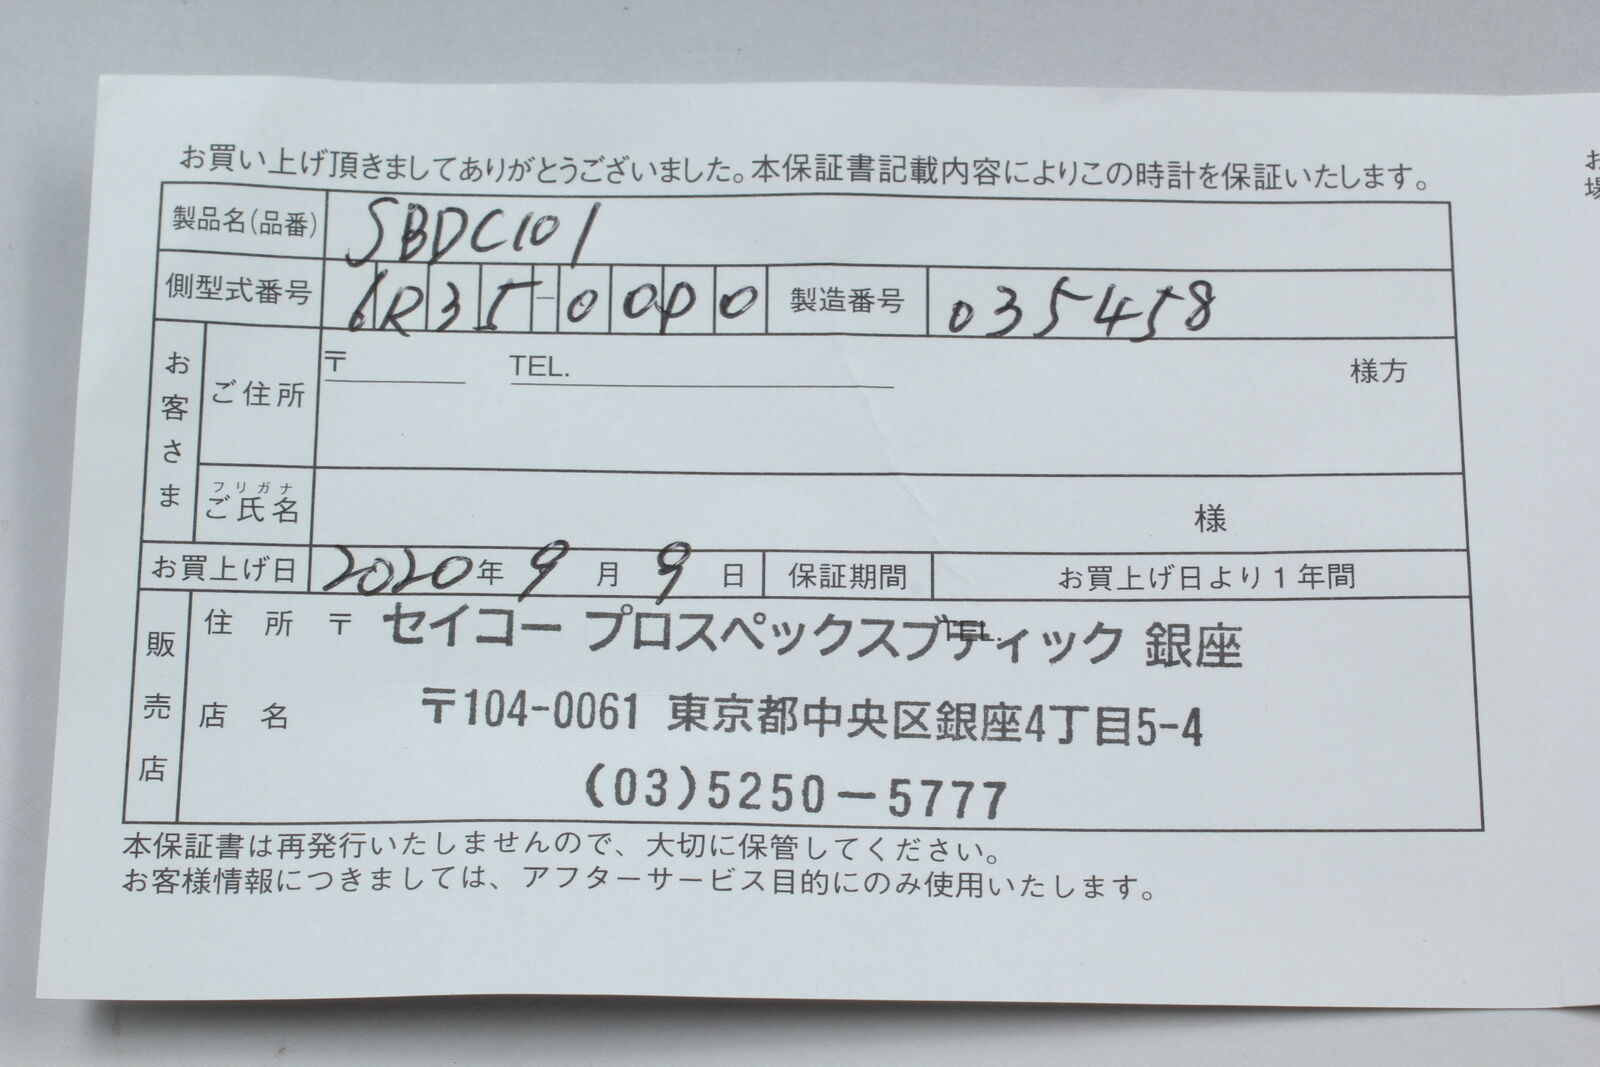 お買い上げ頂きましてありがとうございました。本保証書記載内容によりこの時計を保証いたします。
製品名(品番) SBDC101
側型式番号 6R35-00P0 製造番号 035458
お客さま
ご住所 〒 TEL. 様方
フリガナ
ご氏名 様
お買上げ日 2020年 9 月 9 日 保証期間 お買上げ日より1年間
販売店
住所 〒 TEL.
セイコー プロスペックスブティック 銀座
店名
〒104-0061 東京都中央区銀座4丁目5-4
(03)5250-5777
本保証書は再発行いたしませんので、大切に保管してください。
お客様情報につきましては、アフターサービス目的にのみ使用いたします。
お
場